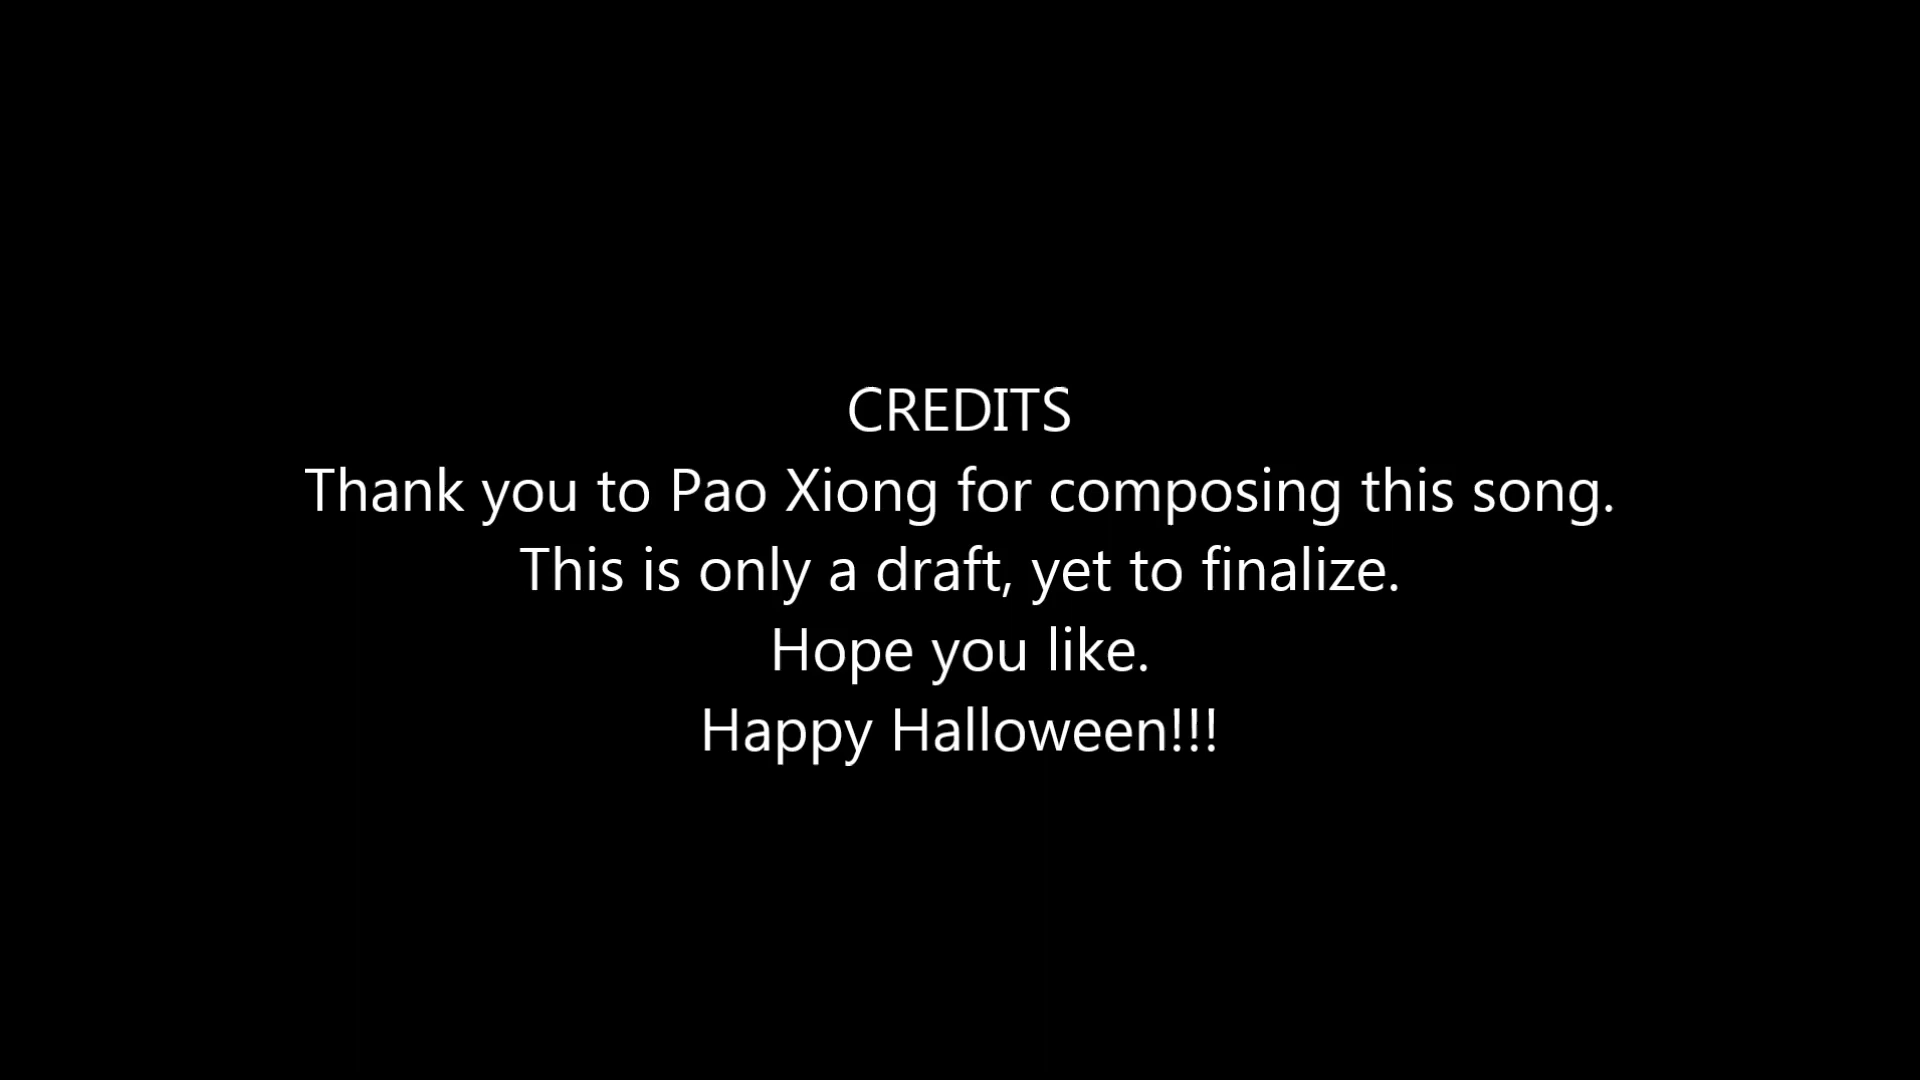 CREDITS
Thank you to Pao Xiong for composing this song.
This is only a draft, yet to finalize.
Hope you like.
Happy Halloween!!!